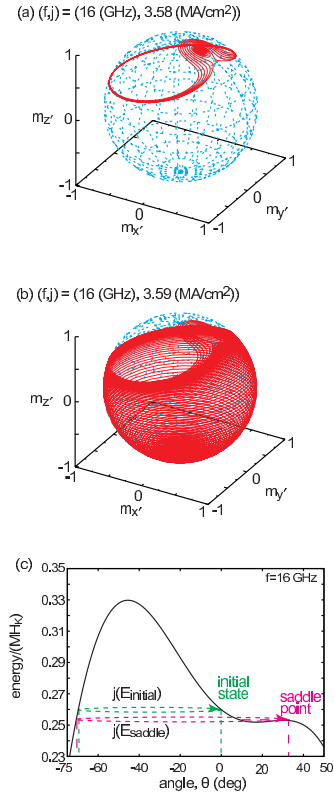 (a) (f,j) = (16 (GHz), 3.58 (MA/cm2))
1
mz′
0
-1
-1
0
mx′
1
-1
0
my′
1
(b) (f,j) = (16 (GHz), 3.59 (MA/cm2))
1
mz′
0
-1
-1
0
mx′
1
-1
0
my′
1
(c)
0.35
f=16 GHz
0.33
0.31
energy/(MHK)
0.29
0.27
0.25
0.23
j(Einitial)
j(Esaddle)
initial
state
saddle
point
-75 -60 -40 -20 0 20 40 50
angle, θ (deg)